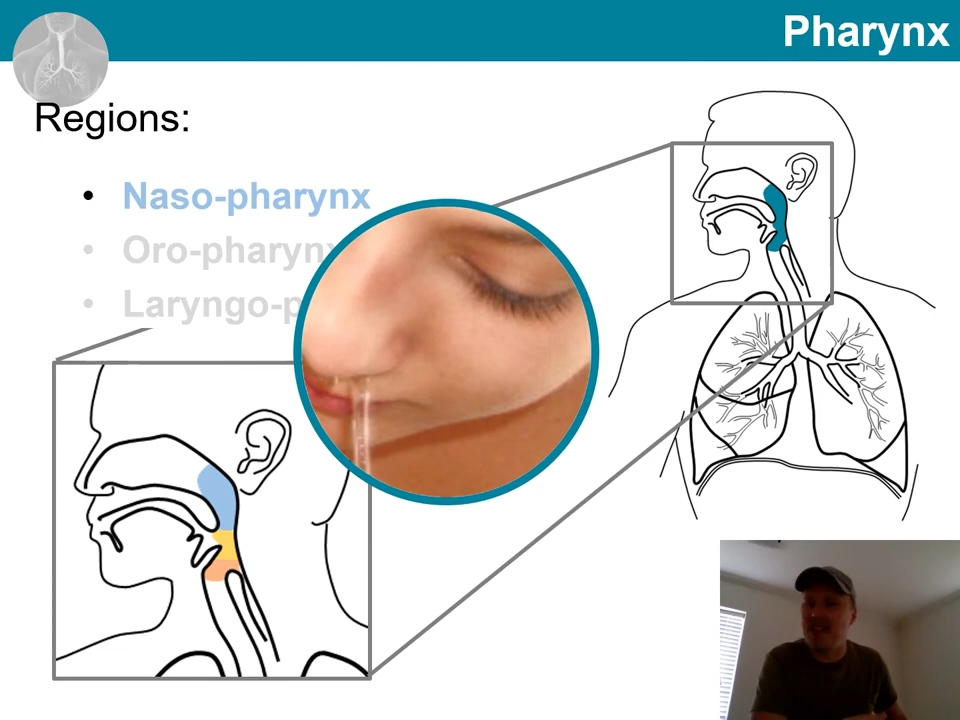 Pharynx
Regions:
• Naso-pharynx
• Oro-pharynx
• Laryngo-p